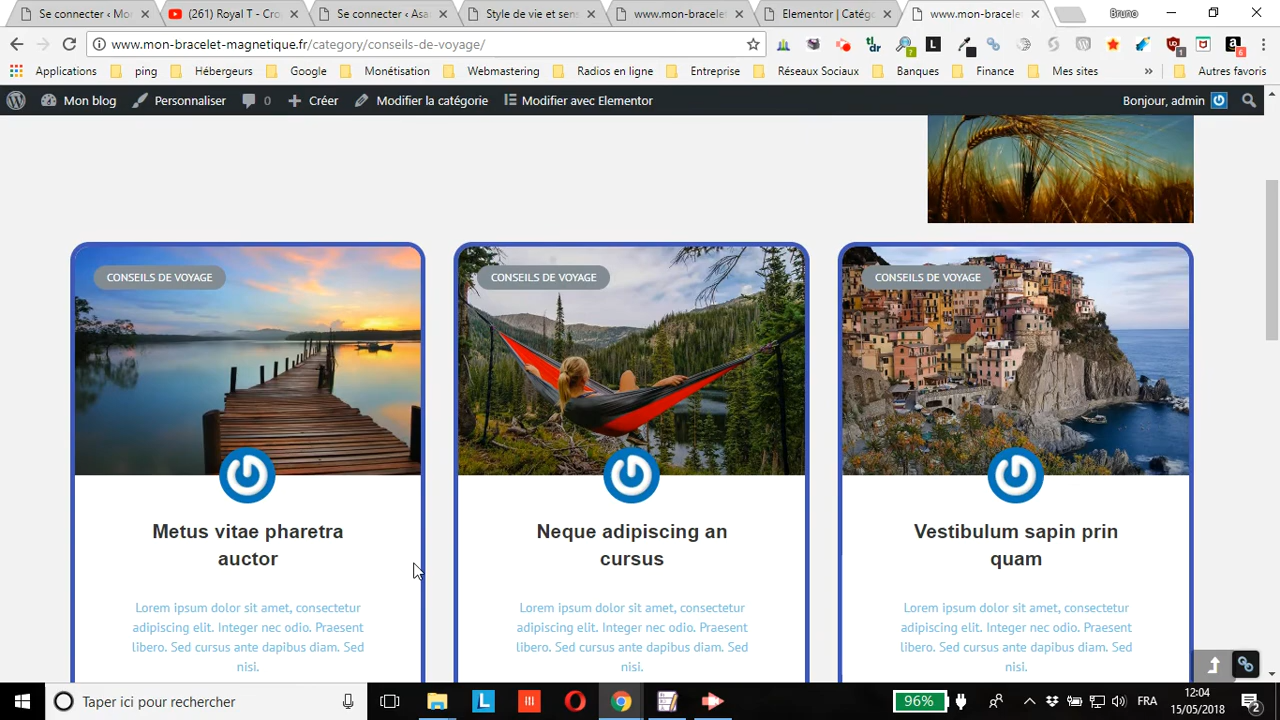 Se connecter ‹ Mo
(261) Royal T - Cro
Se connecter ‹ Asa
Style de vie et sens
www.mon-bracelet
Elementor | Catégo
www.mon-bracele
Bruno
www.mon-bracelet-magnetique.fr/category/conseils-de-voyage/
Applications
ping
Hébergeurs
Google
Monétisation
Webmastering
Radios en ligne
Entreprise
Réseaux Sociaux
Banques
Finance
Mes sites
»
Autres favoris
Mon blog
Personnaliser
0
Créer
Modifier la catégorie
Modifier avec Elementor
Bonjour, admin
CONSEILS DE VOYAGE
CONSEILS DE VOYAGE
CONSEILS DE VOYAGE
Metus vitae pharetra
auctor
Lorem ipsum dolor sit amet, consectetur
adipiscing elit. Integer nec odio. Praesent
libero. Sed cursus ante dapibus diam. Sed
nisi.
Neque adipiscing an
cursus
Lorem ipsum dolor sit amet, consectetur
adipiscing elit. Integer nec odio. Praesent
libero. Sed cursus ante dapibus diam. Sed
nisi.
Vestibulum sapin prin
quam
Lorem ipsum dolor sit amet, consectetur
adipiscing elit. Integer nec odio. Praesent
libero. Sed cursus ante dapibus diam. Sed
nisi.
Taper ici pour rechercher
96%
FRA
12:04
15/05/2018